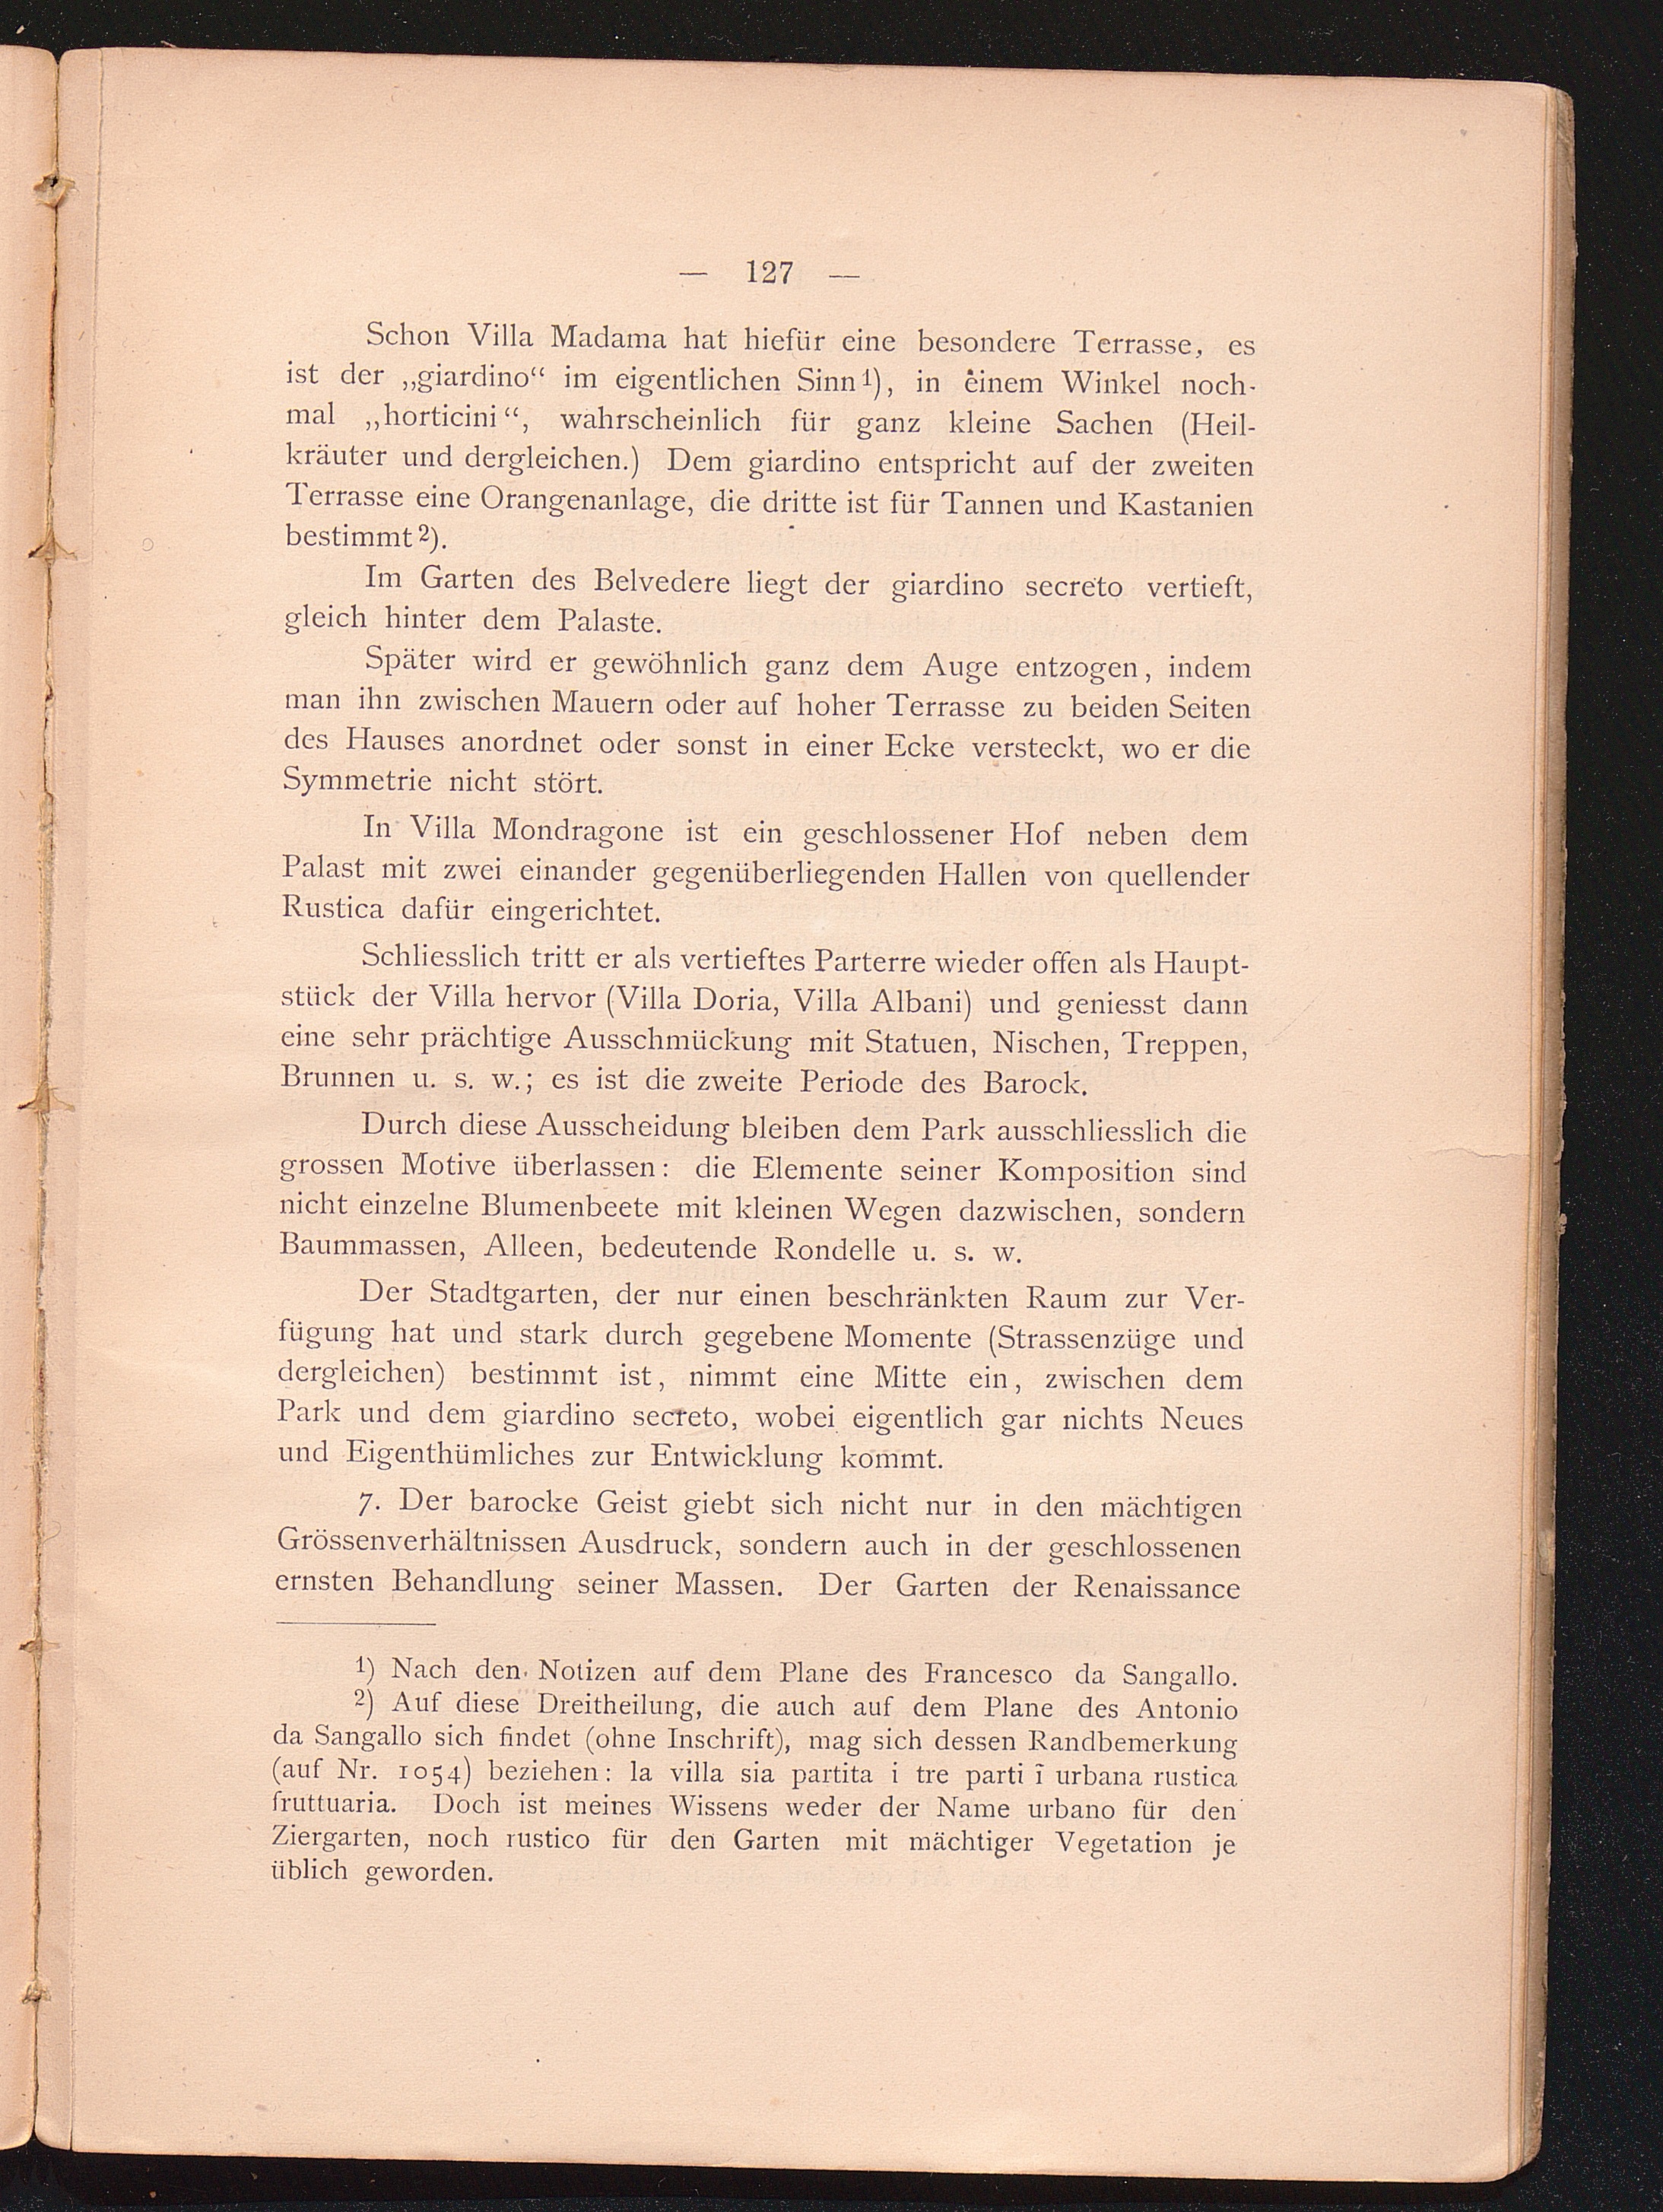 — 127 —
Schon Villa Madama hat hiefür eine besondere Terrasse, es
ist der „giardino“ im eigentlichen Sinn1), in einem Winkel noch-
mal „horticini“, wahrscheinlich für ganz kleine Sachen (Heil-
kräuter und dergleichen.) Dem giardino entspricht auf der zweiten
Terrasse eine Orangenanlage, die dritte ist für Tannen und Kastanien
bestimmt2).
Im Garten des Belvedere liegt der giardino secreto vertieft,
gleich hinter dem Palaste.
Später wird er gewöhnlich ganz dem Auge entzogen, indem
man ihn zwischen Mauern oder auf hoher Terrasse zu beiden Seiten
des Hauses anordnet oder sonst in einer Ecke versteckt, wo er die
Symmetrie nicht stört.
In Villa Mondragone ist ein geschlossener Hof neben dem
Palast mit zwei einander gegenüberliegenden Hallen von quellender
Rustica dafür eingerichtet.
Schliesslich tritt er als vertieftes Parterre wieder offen als Haupt-
stück der Villa hervor (Villa Doria, Villa Albani) und geniesst dann
eine sehr prächtige Ausschmückung mit Statuen, Nischen, Treppen,
Brunnen u. s. w.; es ist die zweite Periode des Barock.
Durch diese Ausscheidung bleiben dem Park ausschliesslich die
grossen Motive überlassen: die Elemente seiner Komposition sind
nicht einzelne Blumenbeete mit kleinen Wegen dazwischen, sondern
Baummassen, Alleen, bedeutende Rondelle u. s. w.
Der Stadtgarten, der nur einen beschränkten Raum zur Ver-
fügung hat und stark durch gegebene Momente (Strassenzüge und
dergleichen) bestimmt ist, nimmt eine Mitte ein, zwischen dem
Park und dem giardino secreto, wobei eigentlich gar nichts Neues
und Eigenthümliches zur Entwicklung kommt.
7. Der barocke Geist giebt sich nicht nur in den mächtigen
Grössenverhältnissen Ausdruck, sondern auch in der geschlossenen
ernsten Behandlung seiner Massen. Der Garten der Renaissance
1) Nach den Notizen auf dem Plane des Francesco da Sangallo.
2) Auf diese Dreitheilung, die auch auf dem Plane des Antonio
da Sangallo sich findet (ohne Inschrift), mag sich dessen Randbemerkung
(auf Nr. 1054) beziehen: la villa sia partita i tre parti ĩ urbana rustica
fruttuaria. Doch ist meines Wissens weder der Name urbano für den
Ziergarten, noch rustico für den Garten mit mächtiger Vegetation je
üblich geworden.